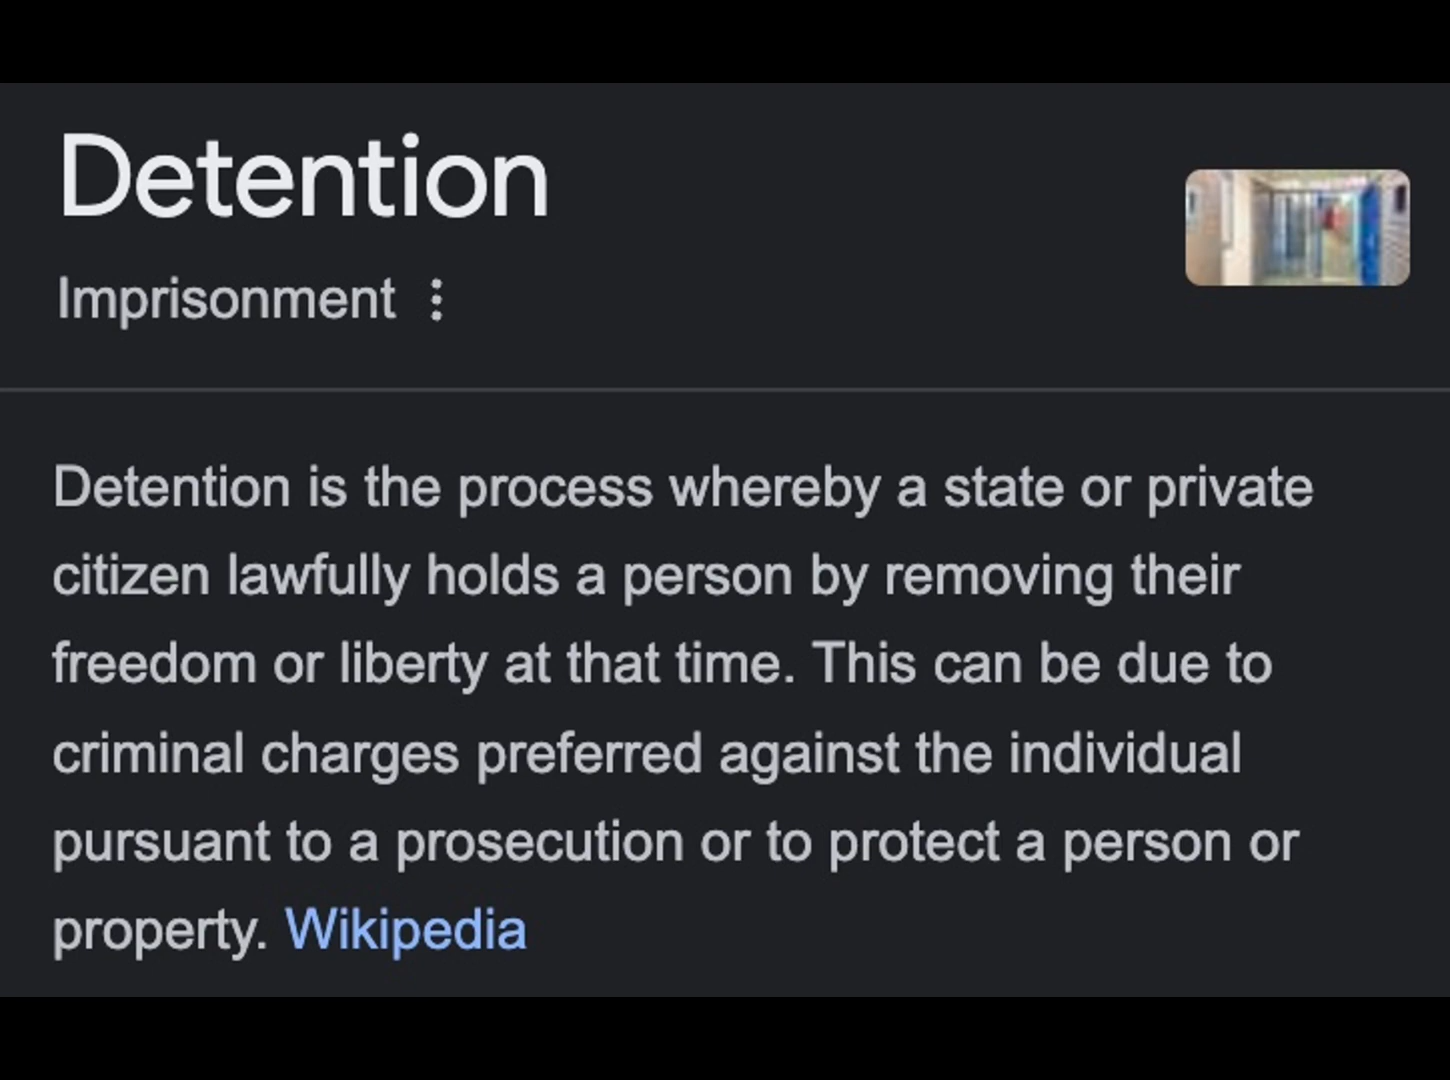 Detention
Imprisonment
Detention is the process whereby a state or private
citizen lawfully holds a person by removing their
freedom or liberty at that time. This can be due to
criminal charges preferred against the individual
pursuant to a prosecution or to protect a person or
property. Wikipedia